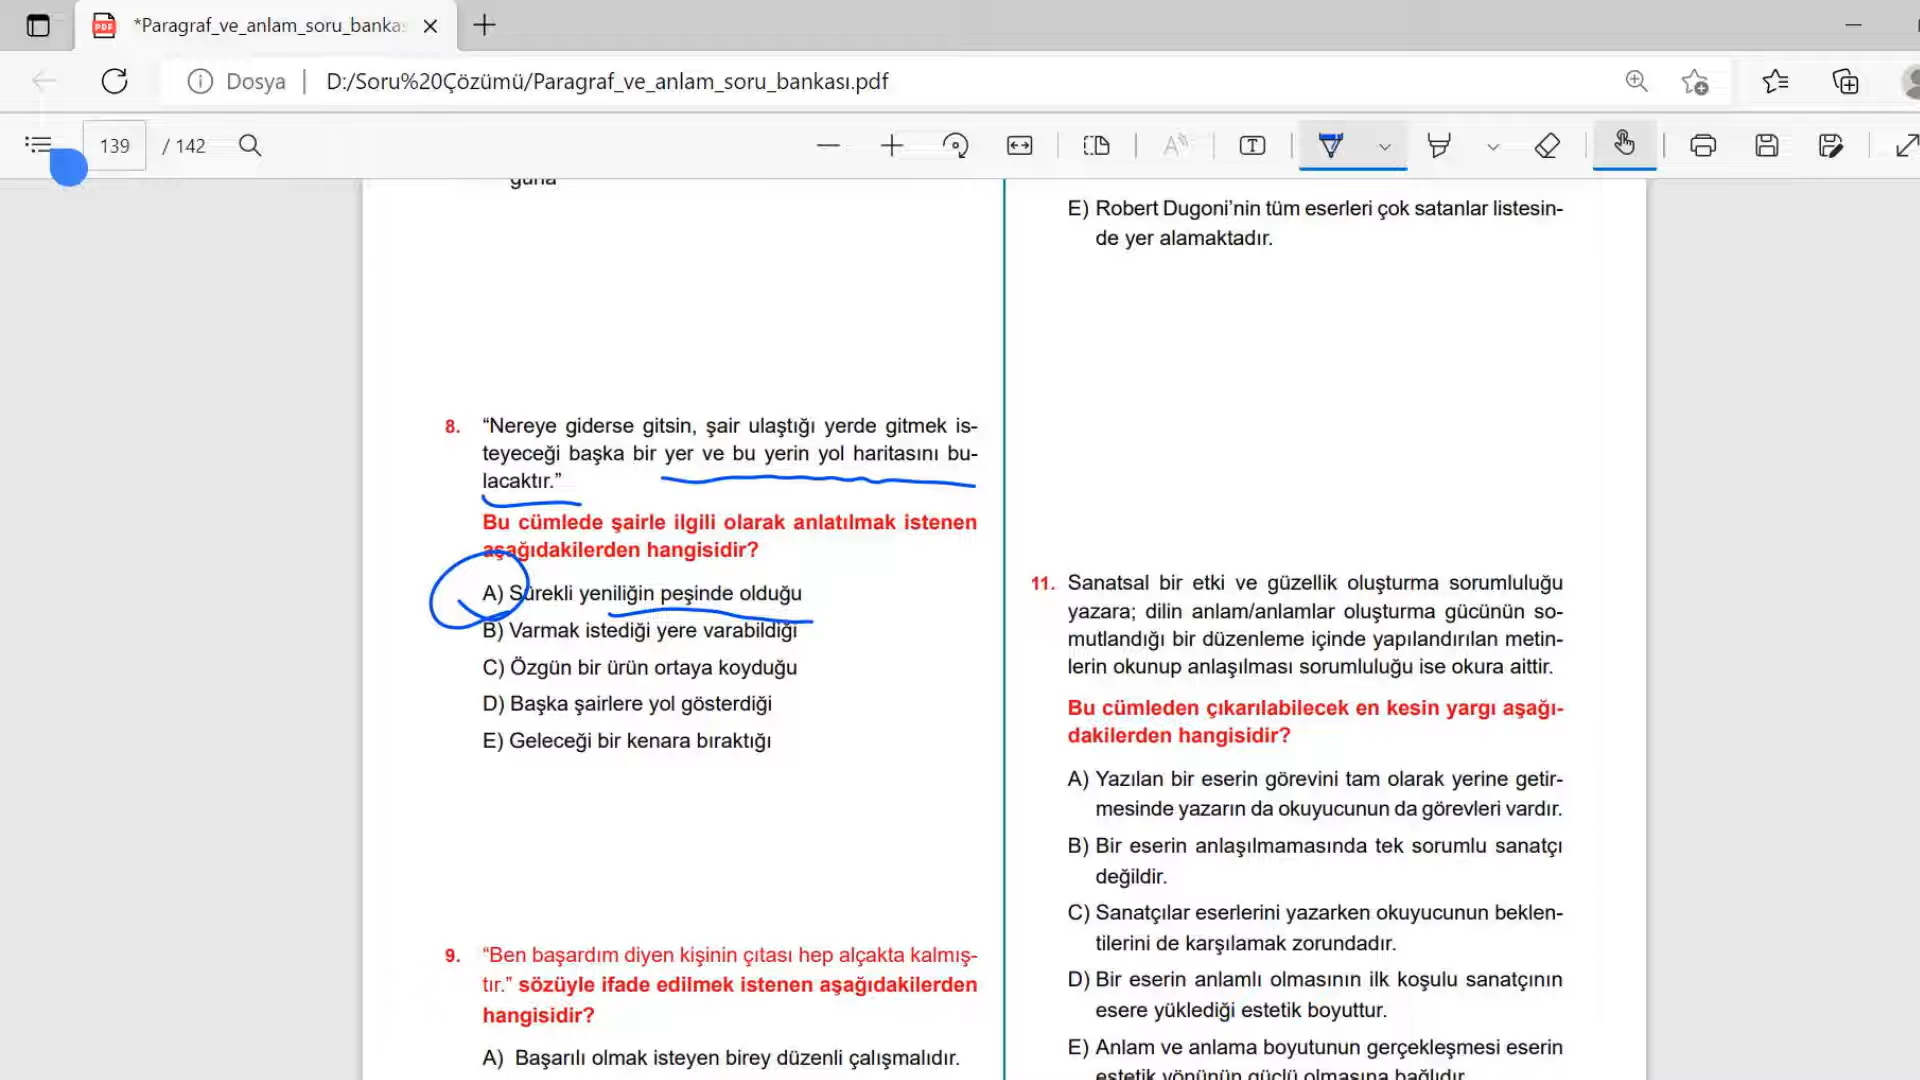 *Paragraf_ve_anlam_soru_banka
Dosya
D:/Soru%20Çözümü/Paragraf_ve_anlam_soru_bankası.pdf
139 / 142
guna
8. “Nereye giderse gitsin, şair ulaştığı yerde gitmek is-
teyeceği başka bir yer ve bu yerin yol haritasını bu-
lacaktır.”
Bu cümlede şairle ilgili olarak anlatılmak istenen
aşağıdakilerden hangisidir?
A) Sürekli yeniliğin peşinde olduğu
B) Varmak istediği yere varabildiği
C) Özgün bir ürün ortaya koyduğu
D) Başka şairlere yol gösterdiği
E) Geleceği bir kenara bıraktığı
9. “Ben başardım diyen kişinin çıtası hep alçakta kalmış-
tır.” sözüyle ifade edilmek istenen aşağıdakilerden
hangisidir?
A) Başarılı olmak isteyen birey düzenli çalışmalıdır.
E) Robert Dugoni’nin tüm eserleri çok satanlar listesin-
de yer alamaktadır.
11. Sanatsal bir etki ve güzellik oluşturma sorumluluğu
yazara; dilin anlam/anlamlar oluşturma gücünün so-
mutlandığı bir düzenleme içinde yapılandırılan metin-
lerin okunup anlaşılması sorumluluğu ise okura aittir.
Bu cümleden çıkarılabilecek en kesin yargı aşağı-
dakilerden hangisidir?
A) Yazılan bir eserin görevini tam olarak yerine getir-
mesinde yazarın da okuyucunun da görevleri vardır.
B) Bir eserin anlaşılmamasında tek sorumlu sanatçı
değildir.
C) Sanatçılar eserlerini yazarken okuyucunun beklen-
tilerini de karşılamak zorundadır.
D) Bir eserin anlamlı olmasının ilk koşulu sanatçının
esere yüklediği estetik boyuttur.
E) Anlam ve anlama boyutunun gerçekleşmesi eserin
estetik yönünün güçlü olmasına bağlıdır.